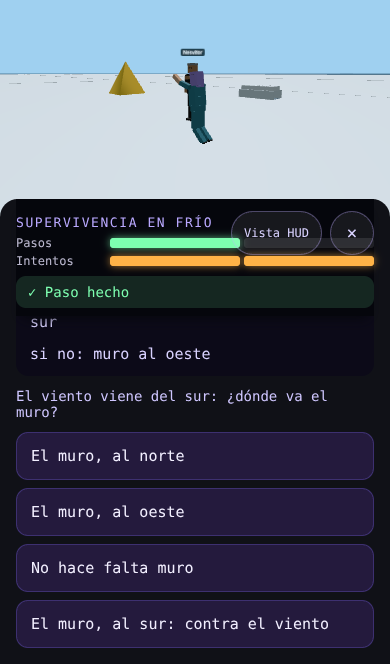 SUPERVIVENCIA EN FRÍO
Vista HUD
×
Pasos
Intentos
✓ Paso hecho
sur
si no: muro al oeste
El viento viene del sur: ¿dónde va el
muro?
El muro, al norte
El muro, al oeste
No hace falta muro
El muro, al sur: contra el viento